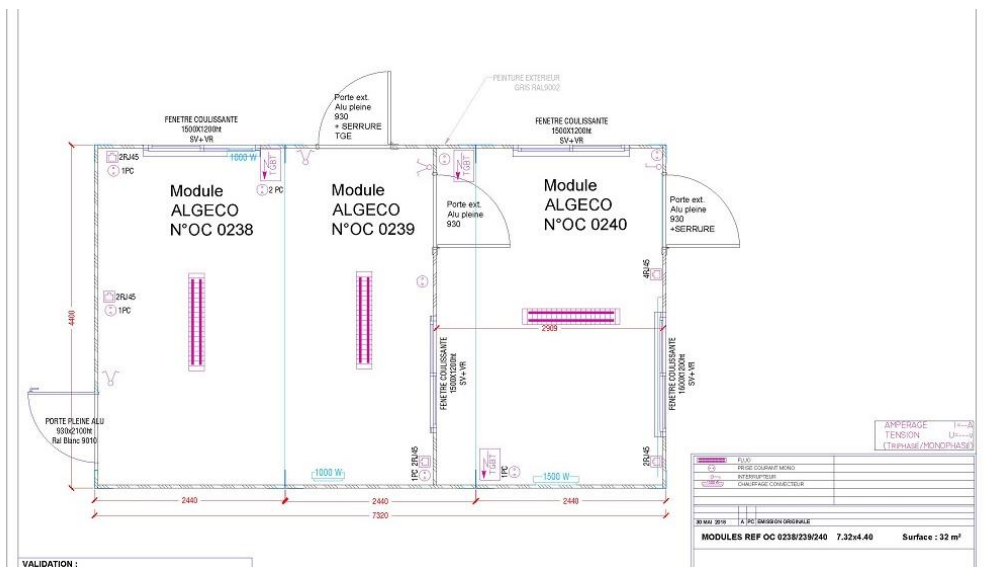 PEINTURE EXTERIEUR
GRIS RAL9002
FENETRE COULISSANTE
1500X1200ht
SV+VR
Porte ext.
Alu pleine
930
+ SERRURE
TGE
FENETRE COULISSANTE
1500X1200ht
SV+VR
2RJ45
1PC
1000 W
TGBT
2 PC
TGBT
Module
ALGECO
N°OC 0238
Module
ALGECO
N°OC 0239
Porte ext.
Alu pleine
930
Module
ALGECO
N°OC 0240
Porte ext.
Alu pleine
930
+SERRURE
2RJ45
1PC
4RJ45
4400
2909
FENETRE COULISSANTE
1500X1200ht
SV+VR
FENETRE COULISSANTE
1600X1200ht
SV+VR
PORTE PLEINE ALU
930x2100ht
Ral Blanc 9010
1000 W
1PC 2RJ45
TGBT
1PC
1500 W
2RJ45
2440
2440
2440
7320
AMPERAGE I=---A
TENSION U=---v
(TRIPHASE/MONOPHASE)
FLUO
PRISE COURANT MONO
INTERRUPTEUR
CHAUFFAGE CONVECTEUR
30 MAI 2016 A PC EMISSION ORIGINALE
MODULES REF OC 0238/239/240 7.32x4.40 Surface : 32 m²
VALIDATION :